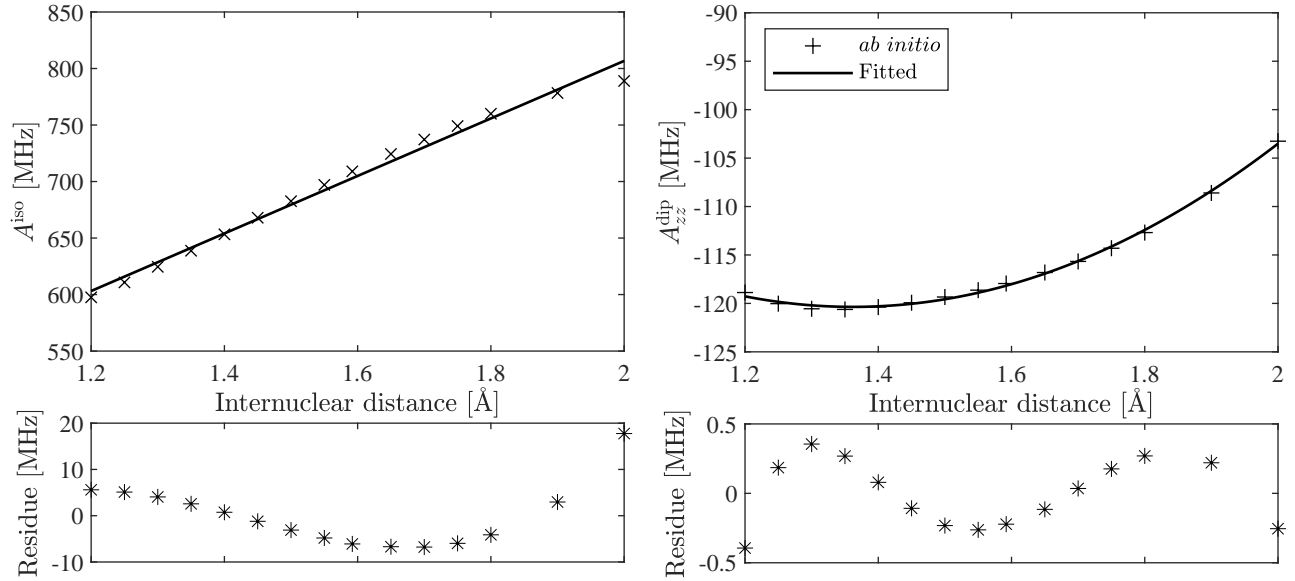 850
800
750
700
650
600
550
A^iso [MHz]
1.2 1.4 1.6 1.8 2
Internuclear distance [Å]
20
10
0
-10
Residue [MHz]
-90
-95
-100
-105
-110
-115
-120
-125
A_zz^dip [MHz]
ab initio
Fitted
1.2 1.4 1.6 1.8 2
Internuclear distance [Å]
0.5
0
-0.5
Residue [MHz]